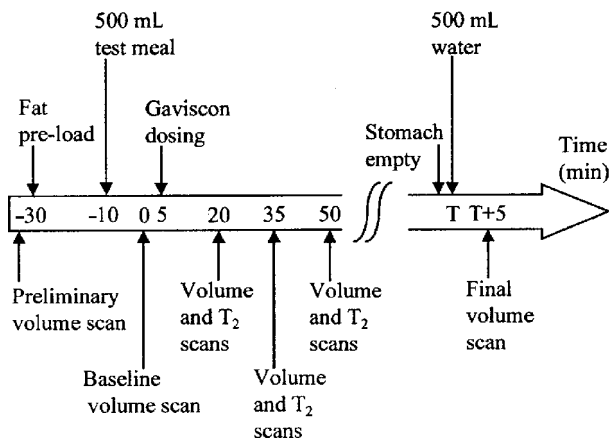 500 mL
test meal
500 mL
water
Fat
pre-load
Gaviscon
dosing
Stomach
empty
Time
(min)
−30 −10 0 5 20 35 50 T T+5
Preliminary
volume scan
Baseline
volume scan
Volume
and T₂
scans
Volume
and T₂
scans
Volume
and T₂
scans
Final
volume
scan